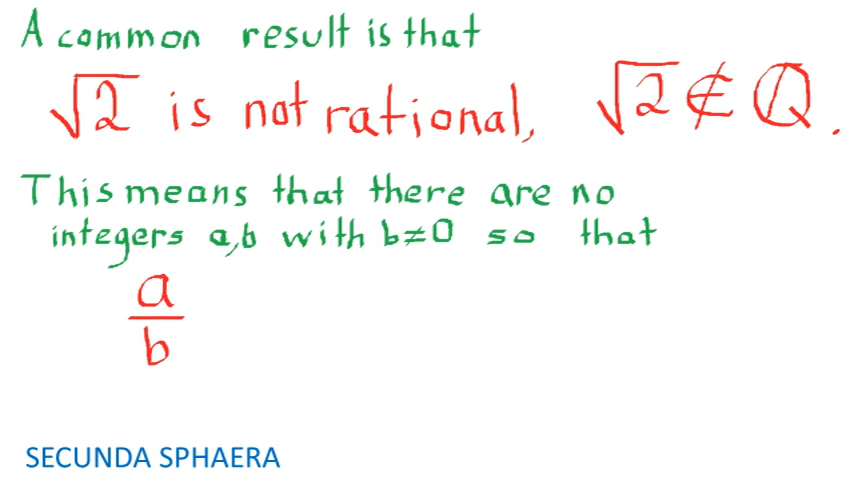 A common result is that
√2 is not rational, √2 ∉ ℚ.
This means that there are no
integers a,b with b≠0 so that
a
b
SECUNDA SPHAERA